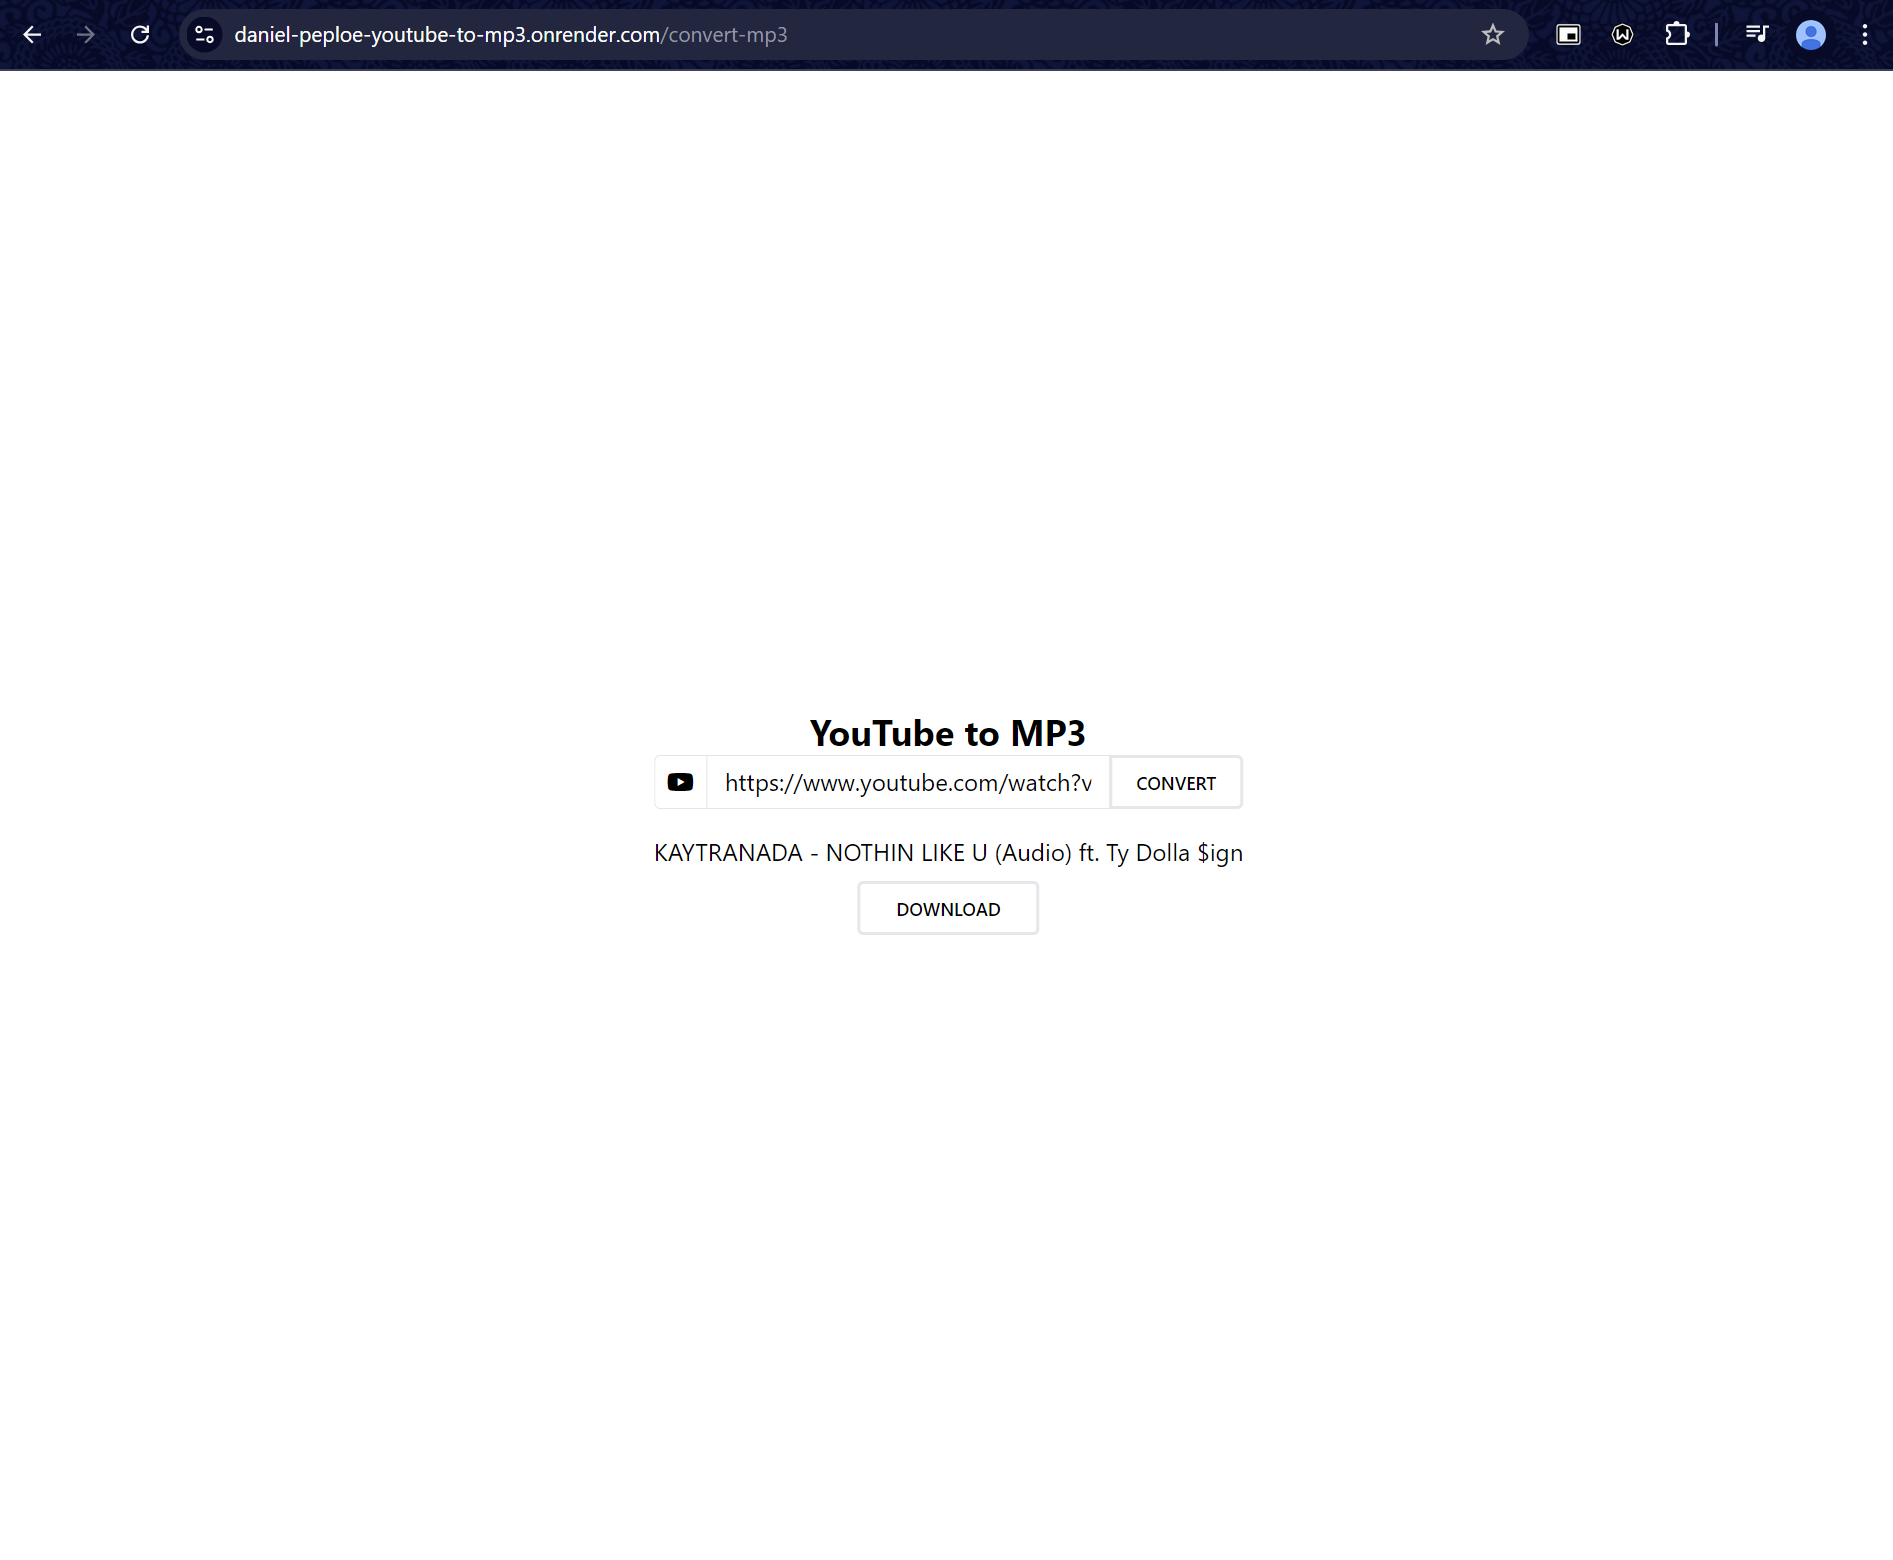 daniel-peploe-youtube-to-mp3.onrender.com/convert-mp3
YouTube to MP3
https://www.youtube.com/watch?v
CONVERT
KAYTRANADA - NOTHIN LIKE U (Audio) ft. Ty Dolla $ign
DOWNLOAD